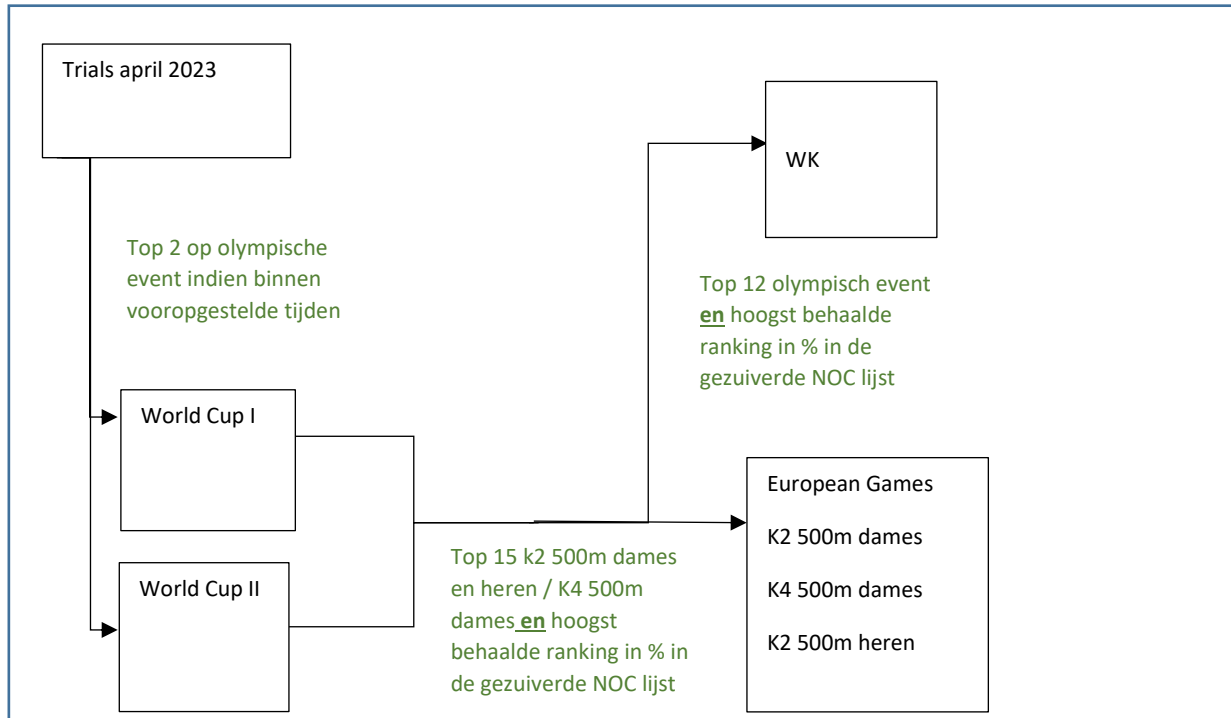 Trials april 2023
WK
Top 2 op olympische
event indien binnen
vooropgestelde tijden
Top 12 olympisch event
en hoogst behaalde
ranking in % in de
gezuiverde NOC lijst
World Cup I
World Cup II
Top 15 k2 500m dames
en heren / K4 500m
dames en hoogst
behaalde ranking in % in
de gezuiverde NOC lijst
European Games
K2 500m dames
K4 500m dames
K2 500m heren